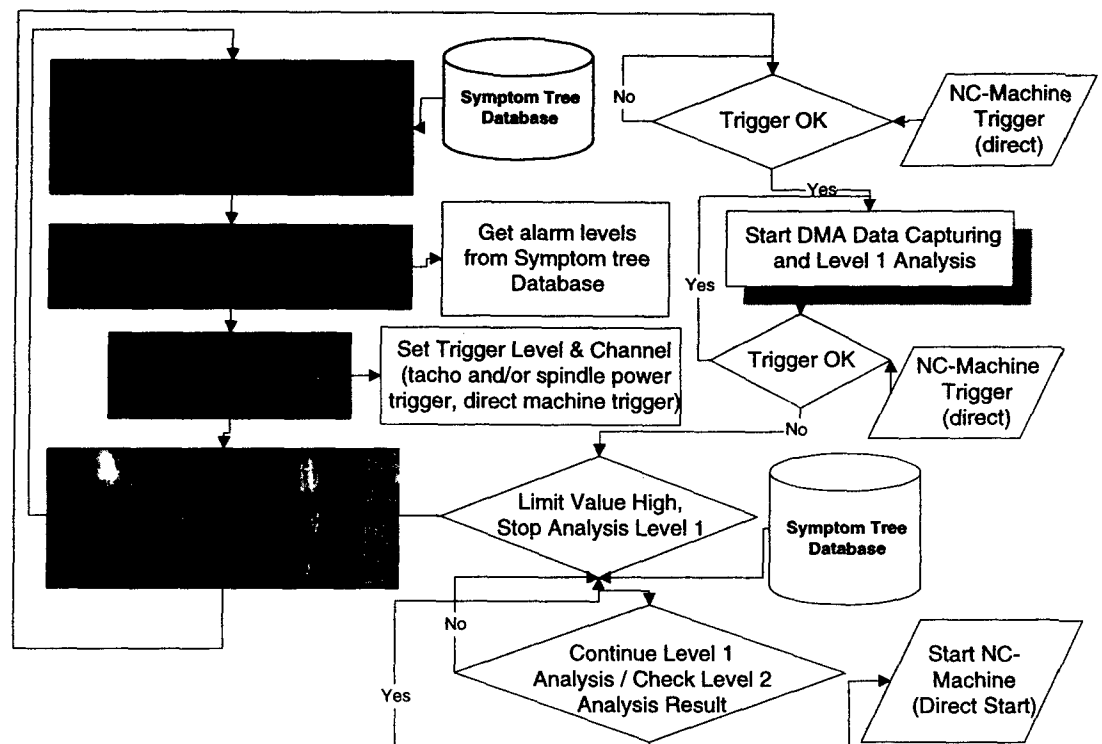 Symptom Tree
Database
No
Trigger OK
NC-Machine
Trigger
(direct)
Yes
Get alarm levels
from Symptom tree
Database
Start DMA Data Capturing
and Level 1 Analysis
Yes
Set Trigger Level & Channel
(tacho and/or spindle power
trigger, direct machine trigger)
Trigger OK
NC-Machine
Trigger
(direct)
No
Limit Value High,
Stop Analysis Level 1
Symptom Tree
Database
No
Continue Level 1
Analysis / Check Level 2
Analysis Result
Yes
Start NC-
Machine
(Direct Start)